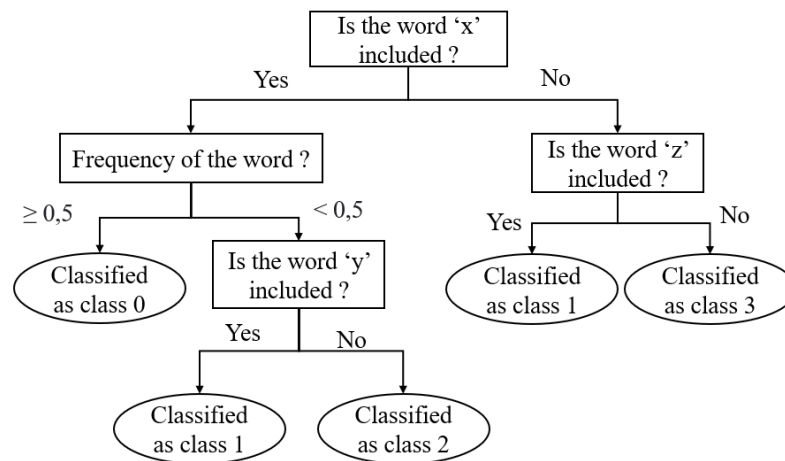 Is the word ‘x’
included ?
Yes
No
Frequency of the word ?
Is the word ‘z’
included ?
≥ 0,5
< 0,5
Yes
No
Is the word ‘y’
included ?
Classified
as class 0
Classified
as class 1
Classified
as class 3
Yes
No
Classified
as class 1
Classified
as class 2